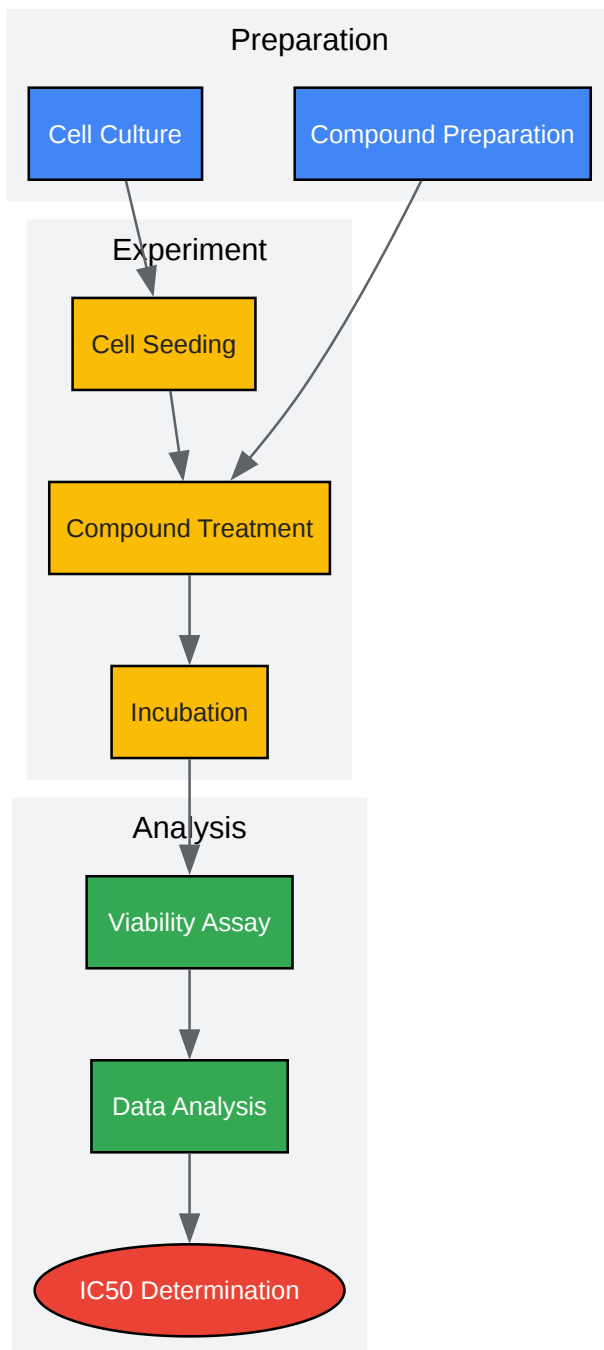 Preparation
Cell Culture
Compound Preparation
Experiment
Cell Seeding
Compound Treatment
Incubation
Analysis
Viability Assay
Data Analysis
IC50 Determination